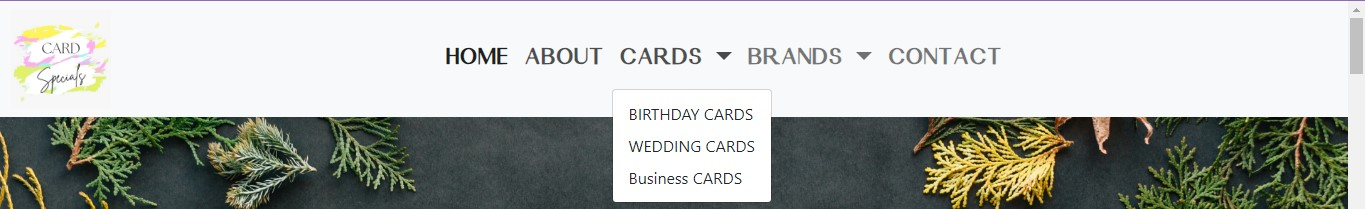 CARD
Specials
HOME ABOUT CARDS BRANDS CONTACT
BIRTHDAY CARDS
WEDDING CARDS
Business CARDS